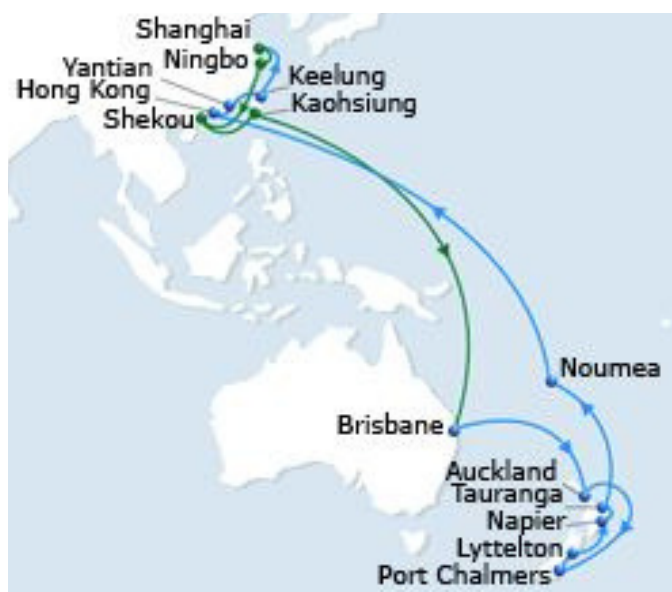 Shanghai
Ningbo
Yantian
Keelung
Hong Kong
Kaohsiung
Shekou
Noumea
Brisbane
Auckland
Tauranga
Napier
Lyttelton
Port Chalmers